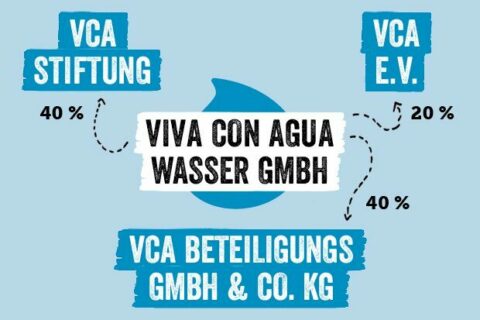 VCA
STIFTUNG
VCA
E.V.
40 %
20 %
VIVA CON AGUA
WASSER GMBH
40 %
VCA BETEILIGUNGS
GMBH & CO. KG